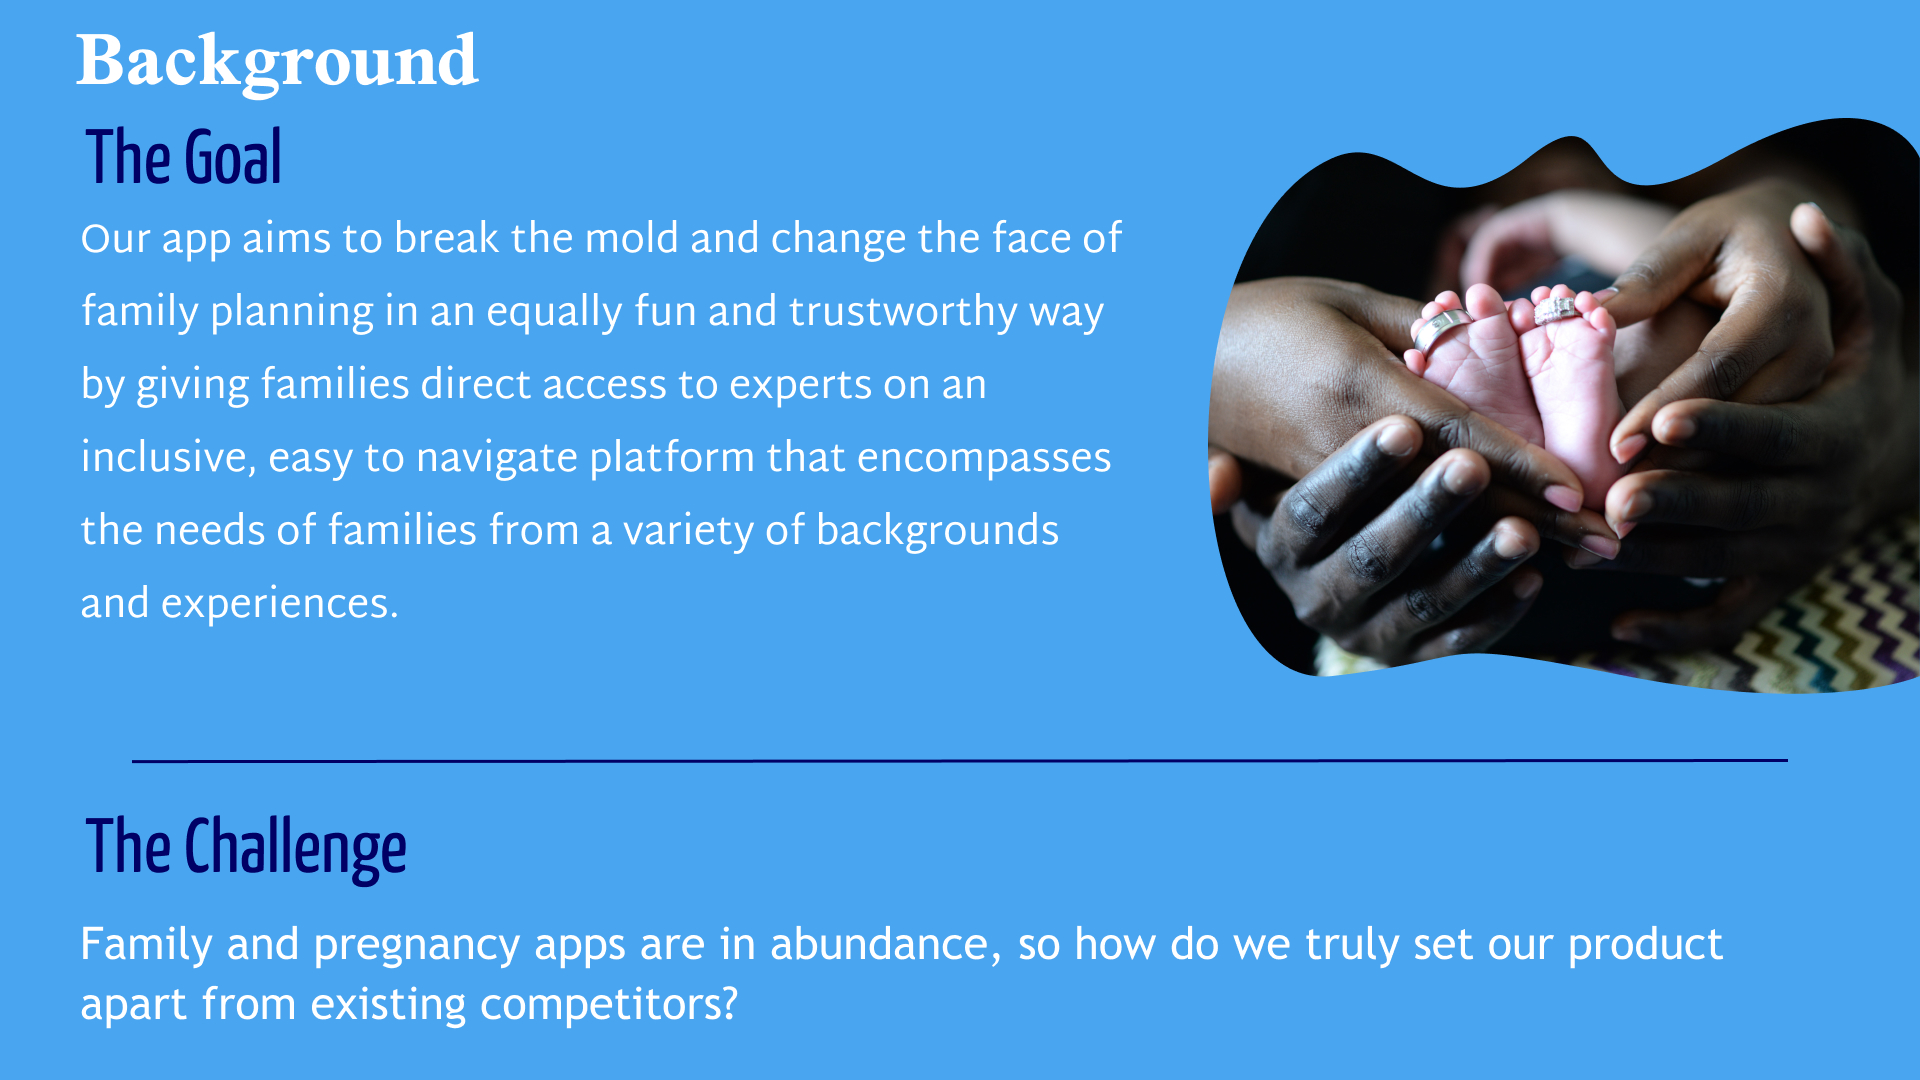 Background
The Goal
Our app aims to break the mold and change the face of
family planning in an equally fun and trustworthy way
by giving families direct access to experts on an
inclusive, easy to navigate platform that encompasses
the needs of families from a variety of backgrounds
and experiences.
The Challenge
Family and pregnancy apps are in abundance, so how do we truly set our product
apart from existing competitors?